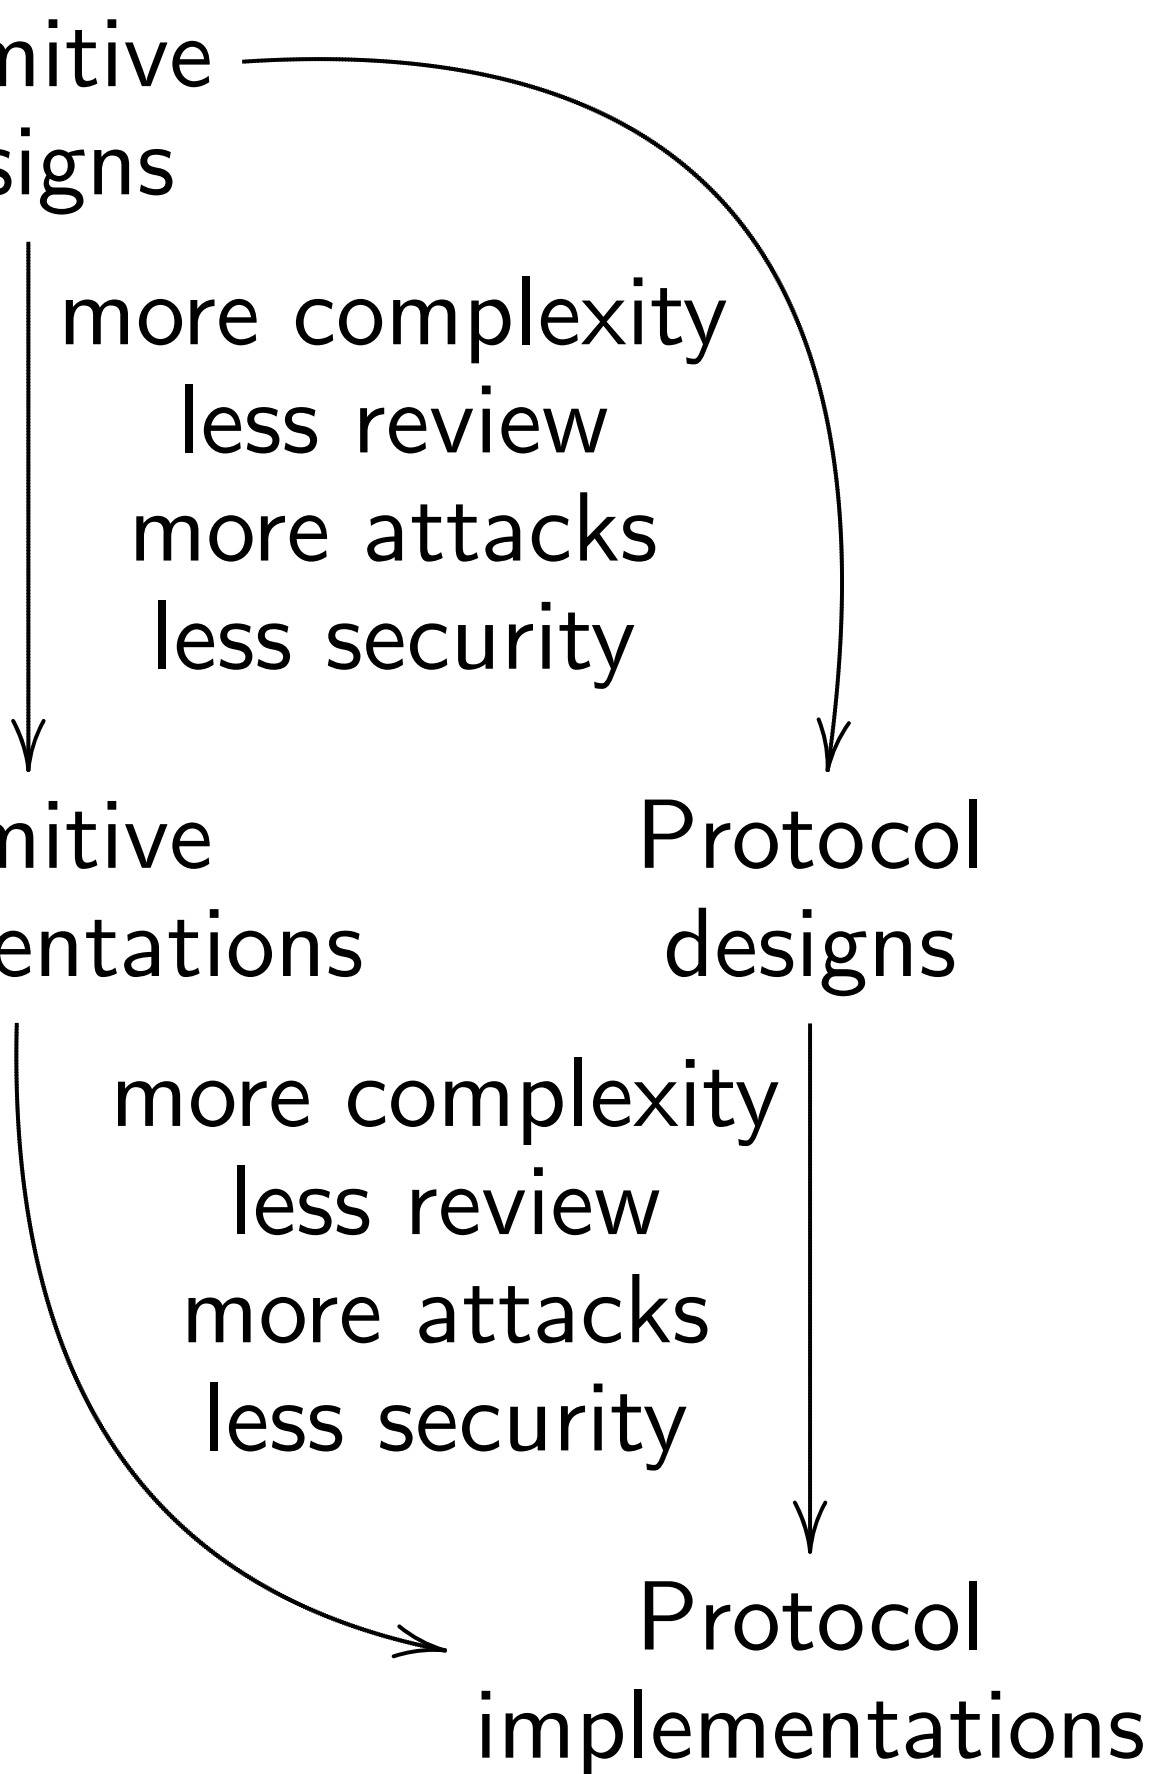 mitive
signs
more complexity
less review
more attacks
less security
mitive
entations
Protocol
designs
more complexity
less review
more attacks
less security
Protocol
implementations